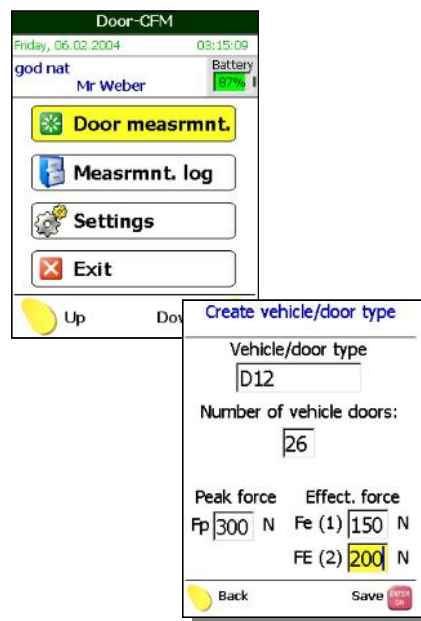 Door-CFM
Friday, 06.02.2004 03:15:09
god nat Battery
Mr Weber 87%
Door measrmnt.
Measrmnt. log
Settings
Exit
Up
Create vehicle/door type
Vehicle/door type
D12
Number of vehicle doors:
26
Peak force Effect. force
Fp 300 N Fe (1) 150 N
FE (2) 200 N
Back Save ENTER ON